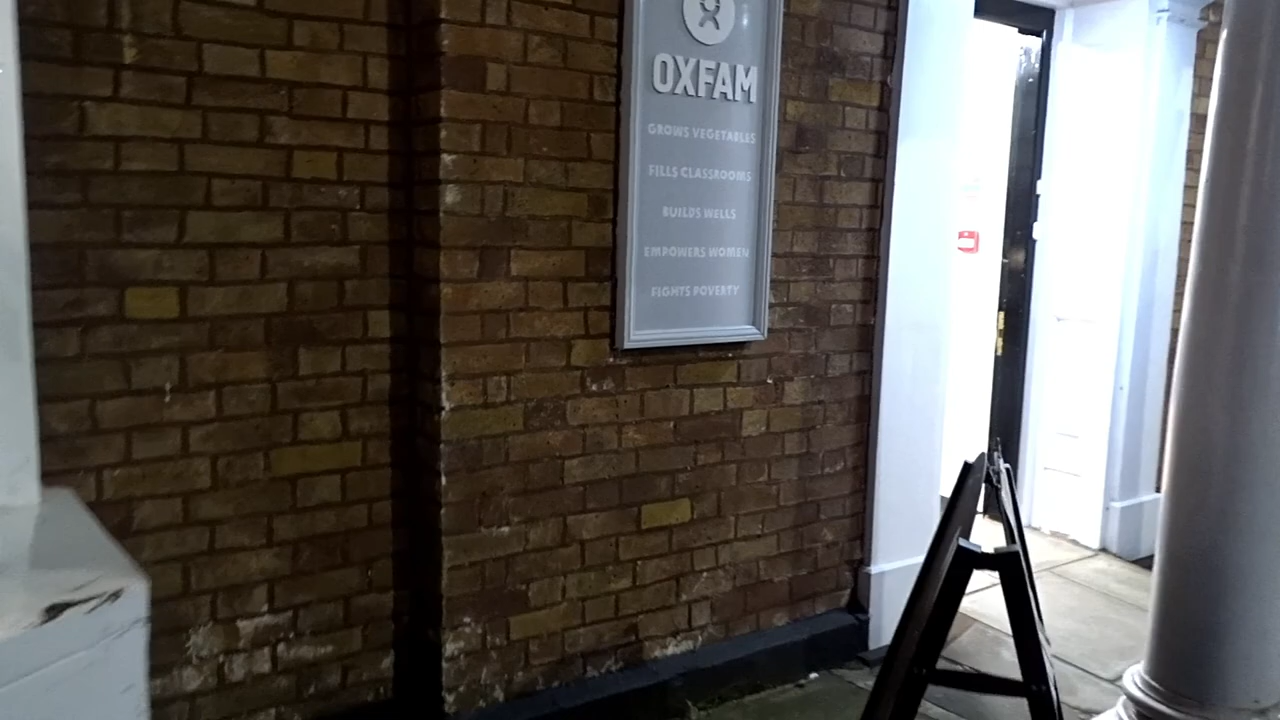 OXFAM
GROWS VEGETABLES
FILLS CLASSROOMS
BUILDS WELLS
EMPOWERS WOMEN
FIGHTS POVERTY